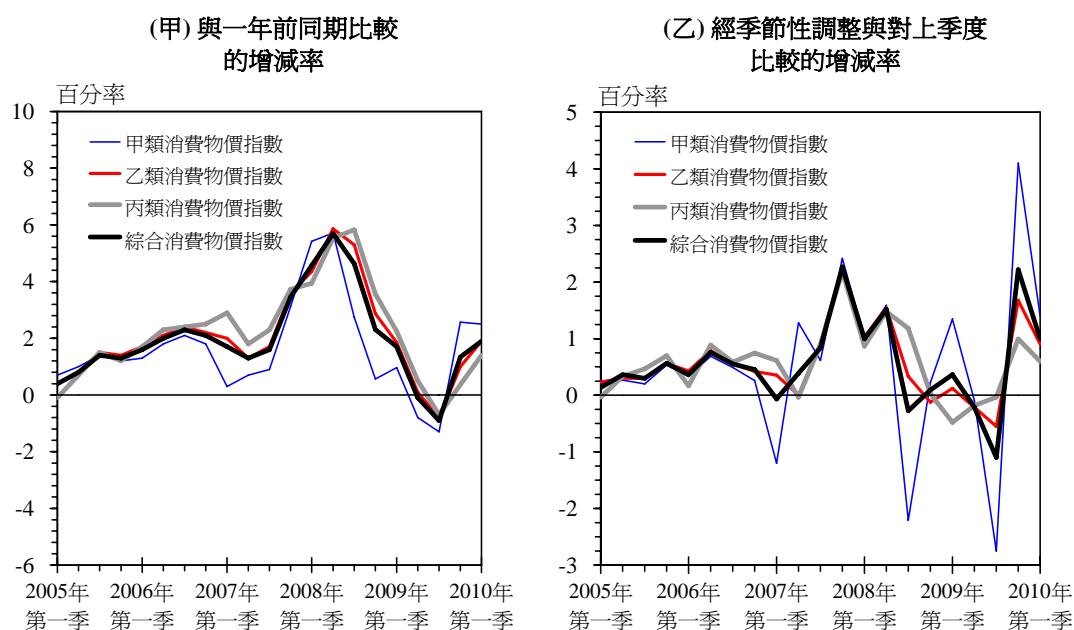 (甲) 與一年前同期比較
的增減率
百分率
10
8
6
4
2
0
-2
-4
-6
甲類消費物價指數
乙類消費物價指數
丙類消費物價指數
綜合消費物價指數
2005年 2006年 2007年 2008年 2009年 2010年
第一季 第一季 第一季 第一季 第一季 第一季
(乙) 經季節性調整與對上季度
比較的增減率
百分率
5
4
3
2
1
0
-1
-2
-3
甲類消費物價指數
乙類消費物價指數
丙類消費物價指數
綜合消費物價指數
2005年 2006年 2007年 2008年 2009年 2010年
第一季 第一季 第一季 第一季 第一季 第一季